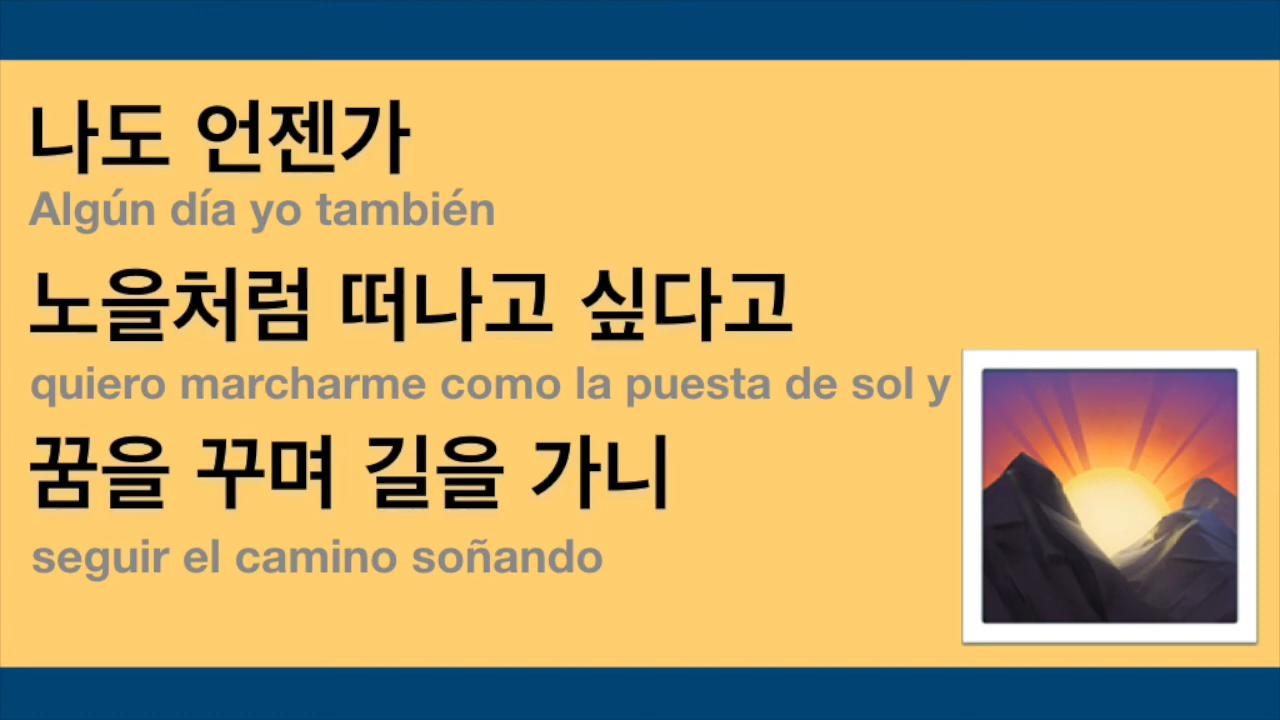 나도 언젠가
Algún día yo también
노을처럼 떠나고 싶다고
quiero marcharme como la puesta de sol y
꿈을 꾸며 길을 가니
seguir el camino soñando